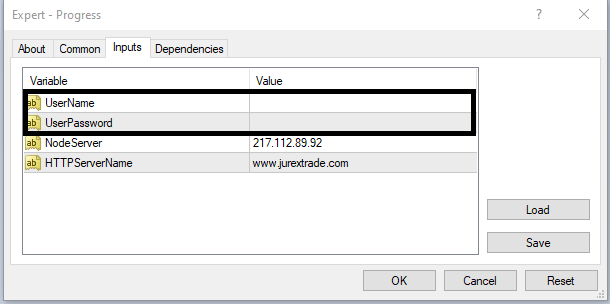 Expert - Progress
? ×
About Common Inputs Dependencies
Variable Value
ab UserName
ab UserPassword
ab NodeServer 217.112.89.92
ab HTTPServerName www.jurextrade.com
Load
Save
OK Cancel Reset